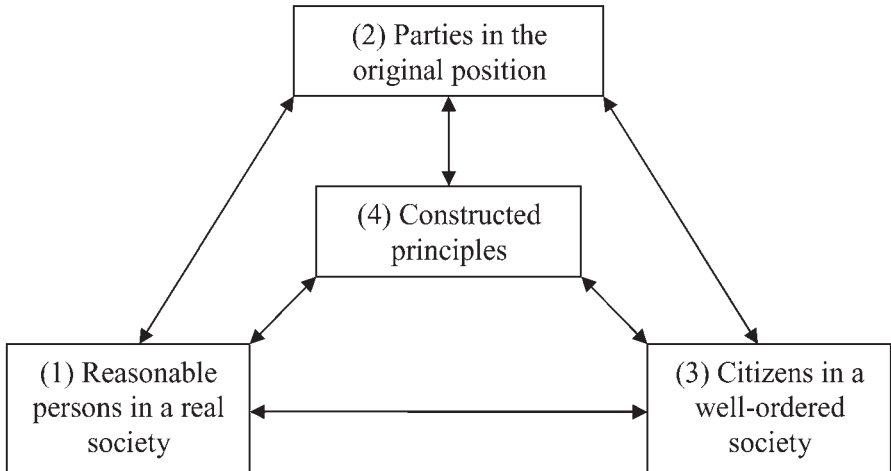 (2) Parties in the
original position
(4) Constructed
principles
(1) Reasonable
persons in a real
society
(3) Citizens in a
well-ordered
society